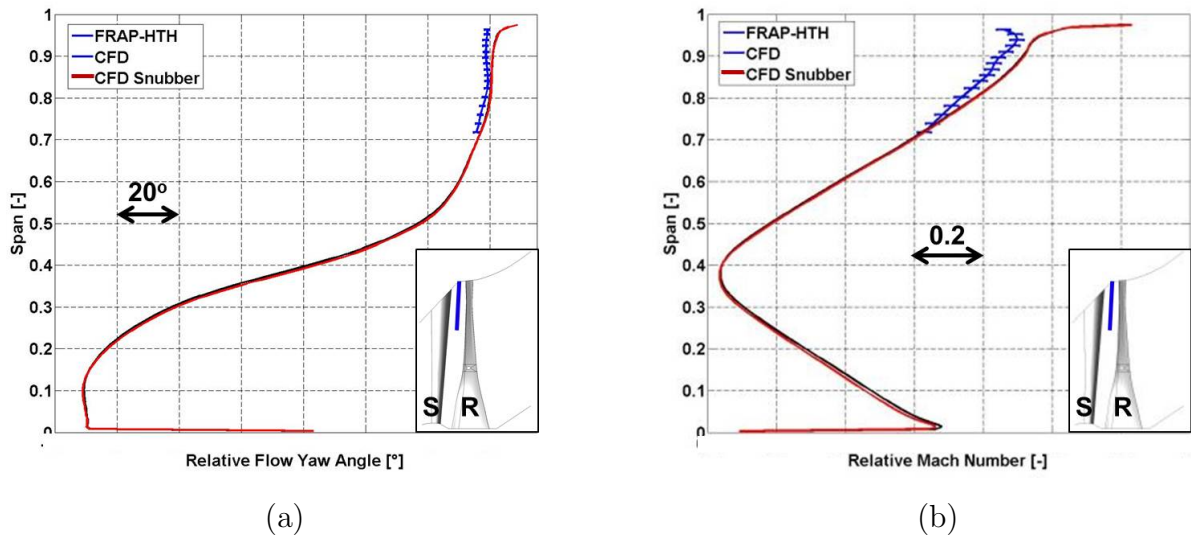 FRAP-HTH
CFD
CFD Snubber
1
0.9
0.8
0.7
0.6
0.5
0.4
0.3
0.2
0.1
0
Span [-]
20º
S R
Relative Flow Yaw Angle [°]
(a)
FRAP-HTH
CFD
CFD Snubber
1
0.9
0.8
0.7
0.6
0.5
0.4
0.3
0.2
0.1
0
Span [-]
0.2
S R
Relative Mach Number [-]
(b)